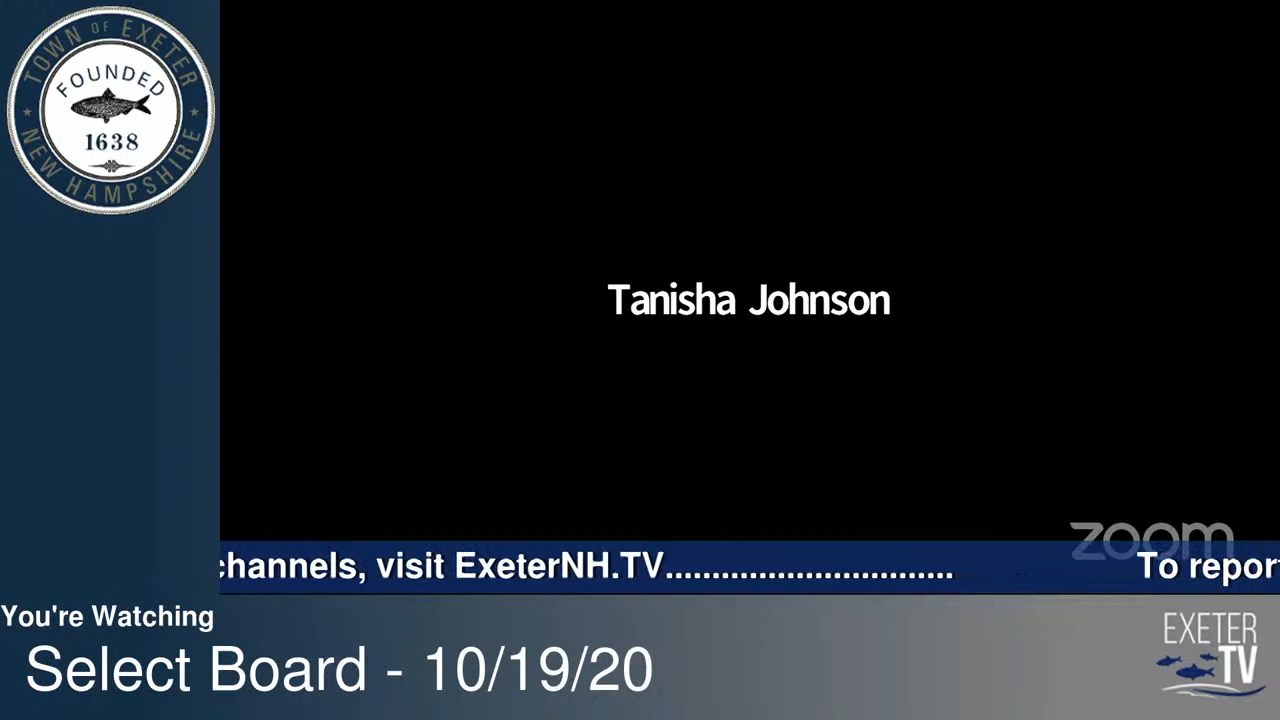 TOWN OF EXETER
FOUNDED
1638
NEW HAMPSHIRE
Tanisha Johnson
zoom
channels, visit ExeterNH.TV............................... To repor
You're Watching
Select Board - 10/19/20
EXETER
TV